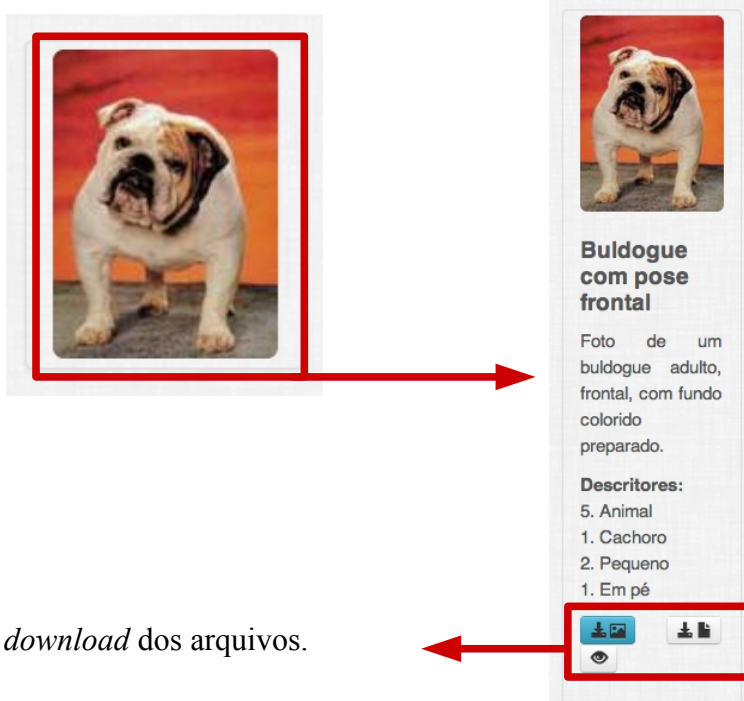 Buldogue
com pose
frontal
Foto de um
buldogue adulto,
frontal, com fundo
colorido
preparado.
Descritores:
5. Animal
1. Cachoro
2. Pequeno
1. Em pé
download dos arquivos.